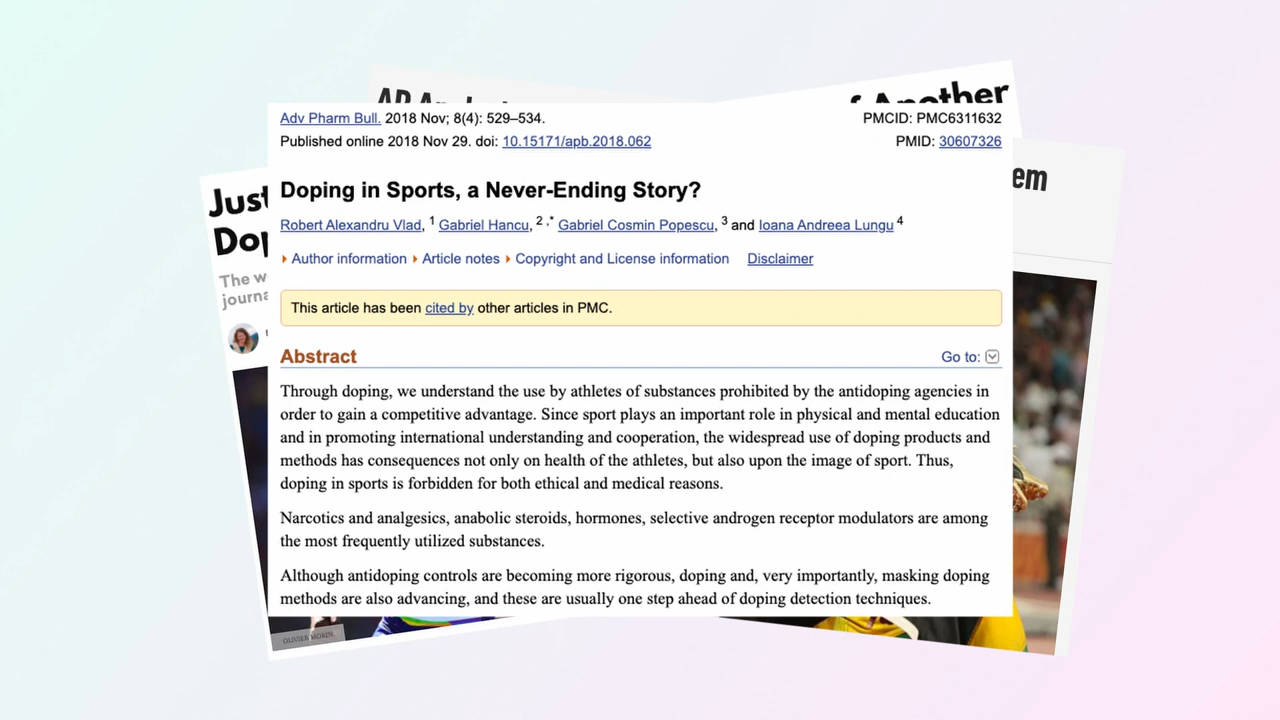 Adv Pharm Bull. 2018 Nov; 8(4): 529–534.
PMCID: PMC6311632
Published online 2018 Nov 29. doi: 10.15171/apb.2018.062
PMID: 30607326
Doping in Sports, a Never-Ending Story?
Robert Alexandru Vlad, 1 Gabriel Hancu, 2,* Gabriel Cosmin Popescu, 3 and Ioana Andreea Lungu 4
Author information Article notes Copyright and License information Disclaimer
This article has been cited by other articles in PMC.
Abstract
Go to:
Through doping, we understand the use by athletes of substances prohibited by the antidoping agencies in
order to gain a competitive advantage. Since sport plays an important role in physical and mental education
and in promoting international understanding and cooperation, the widespread use of doping products and
methods has consequences not only on health of the athletes, but also upon the image of sport. Thus,
doping in sports is forbidden for both ethical and medical reasons.
Narcotics and analgesics, anabolic steroids, hormones, selective androgen receptor modulators are among
the most frequently utilized substances.
Although antidoping controls are becoming more rigorous, doping and, very importantly, masking doping
methods are also advancing, and these are usually one step ahead of doping detection techniques.
Another
Just
The
OLIVIER MORIN